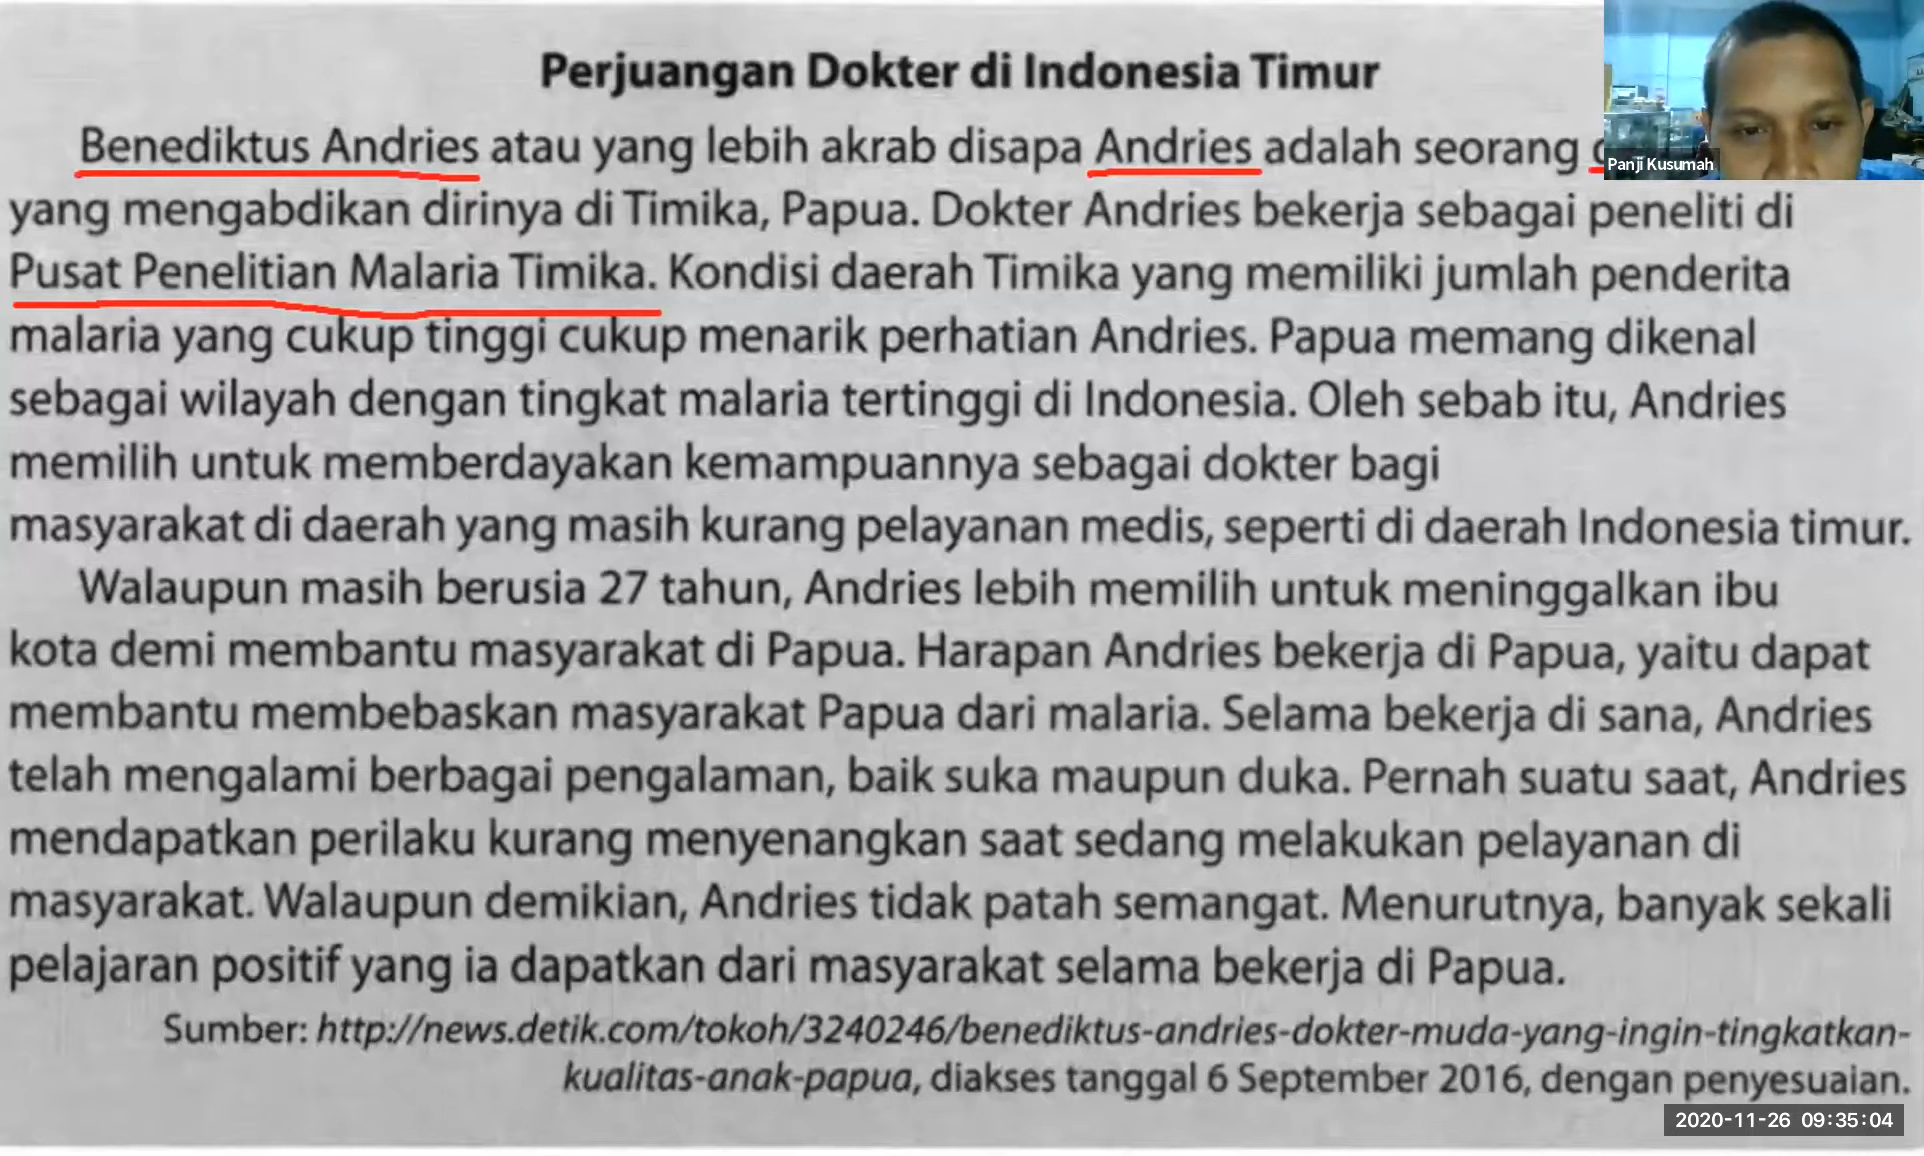 Perjuangan Dokter di Indonesia Timur
Benediktus Andries atau yang lebih akrab disapa Andries adalah seorang
Panji Kusumah
yang mengabdikan dirinya di Timika, Papua. Dokter Andries bekerja sebagai peneliti di
Pusat Penelitian Malaria Timika. Kondisi daerah Timika yang memiliki jumlah penderita
malaria yang cukup tinggi cukup menarik perhatian Andries. Papua memang dikenal
sebagai wilayah dengan tingkat malaria tertinggi di Indonesia. Oleh sebab itu, Andries
memilih untuk memberdayakan kemampuannya sebagai dokter bagi
masyarakat di daerah yang masih kurang pelayanan medis, seperti di daerah Indonesia timur.
Walaupun masih berusia 27 tahun, Andries lebih memilih untuk meninggalkan ibu
kota demi membantu masyarakat di Papua. Harapan Andries bekerja di Papua, yaitu dapat
membantu membebaskan masyarakat Papua dari malaria. Selama bekerja di sana, Andries
telah mengalami berbagai pengalaman, baik suka maupun duka. Pernah suatu saat, Andries
mendapatkan perilaku kurang menyenangkan saat sedang melakukan pelayanan di
masyarakat. Walaupun demikian, Andries tidak patah semangat. Menurutnya, banyak sekali
pelajaran positif yang ia dapatkan dari masyarakat selama bekerja di Papua.
Sumber: http://news.detik.com/tokoh/3240246/benediktus-andries-dokter-muda-yang-ingin-tingkatkan-
kualitas-anak-papua, diakses tanggal 6 September 2016, dengan penyesuaian.
2020-11-26 09:35:04